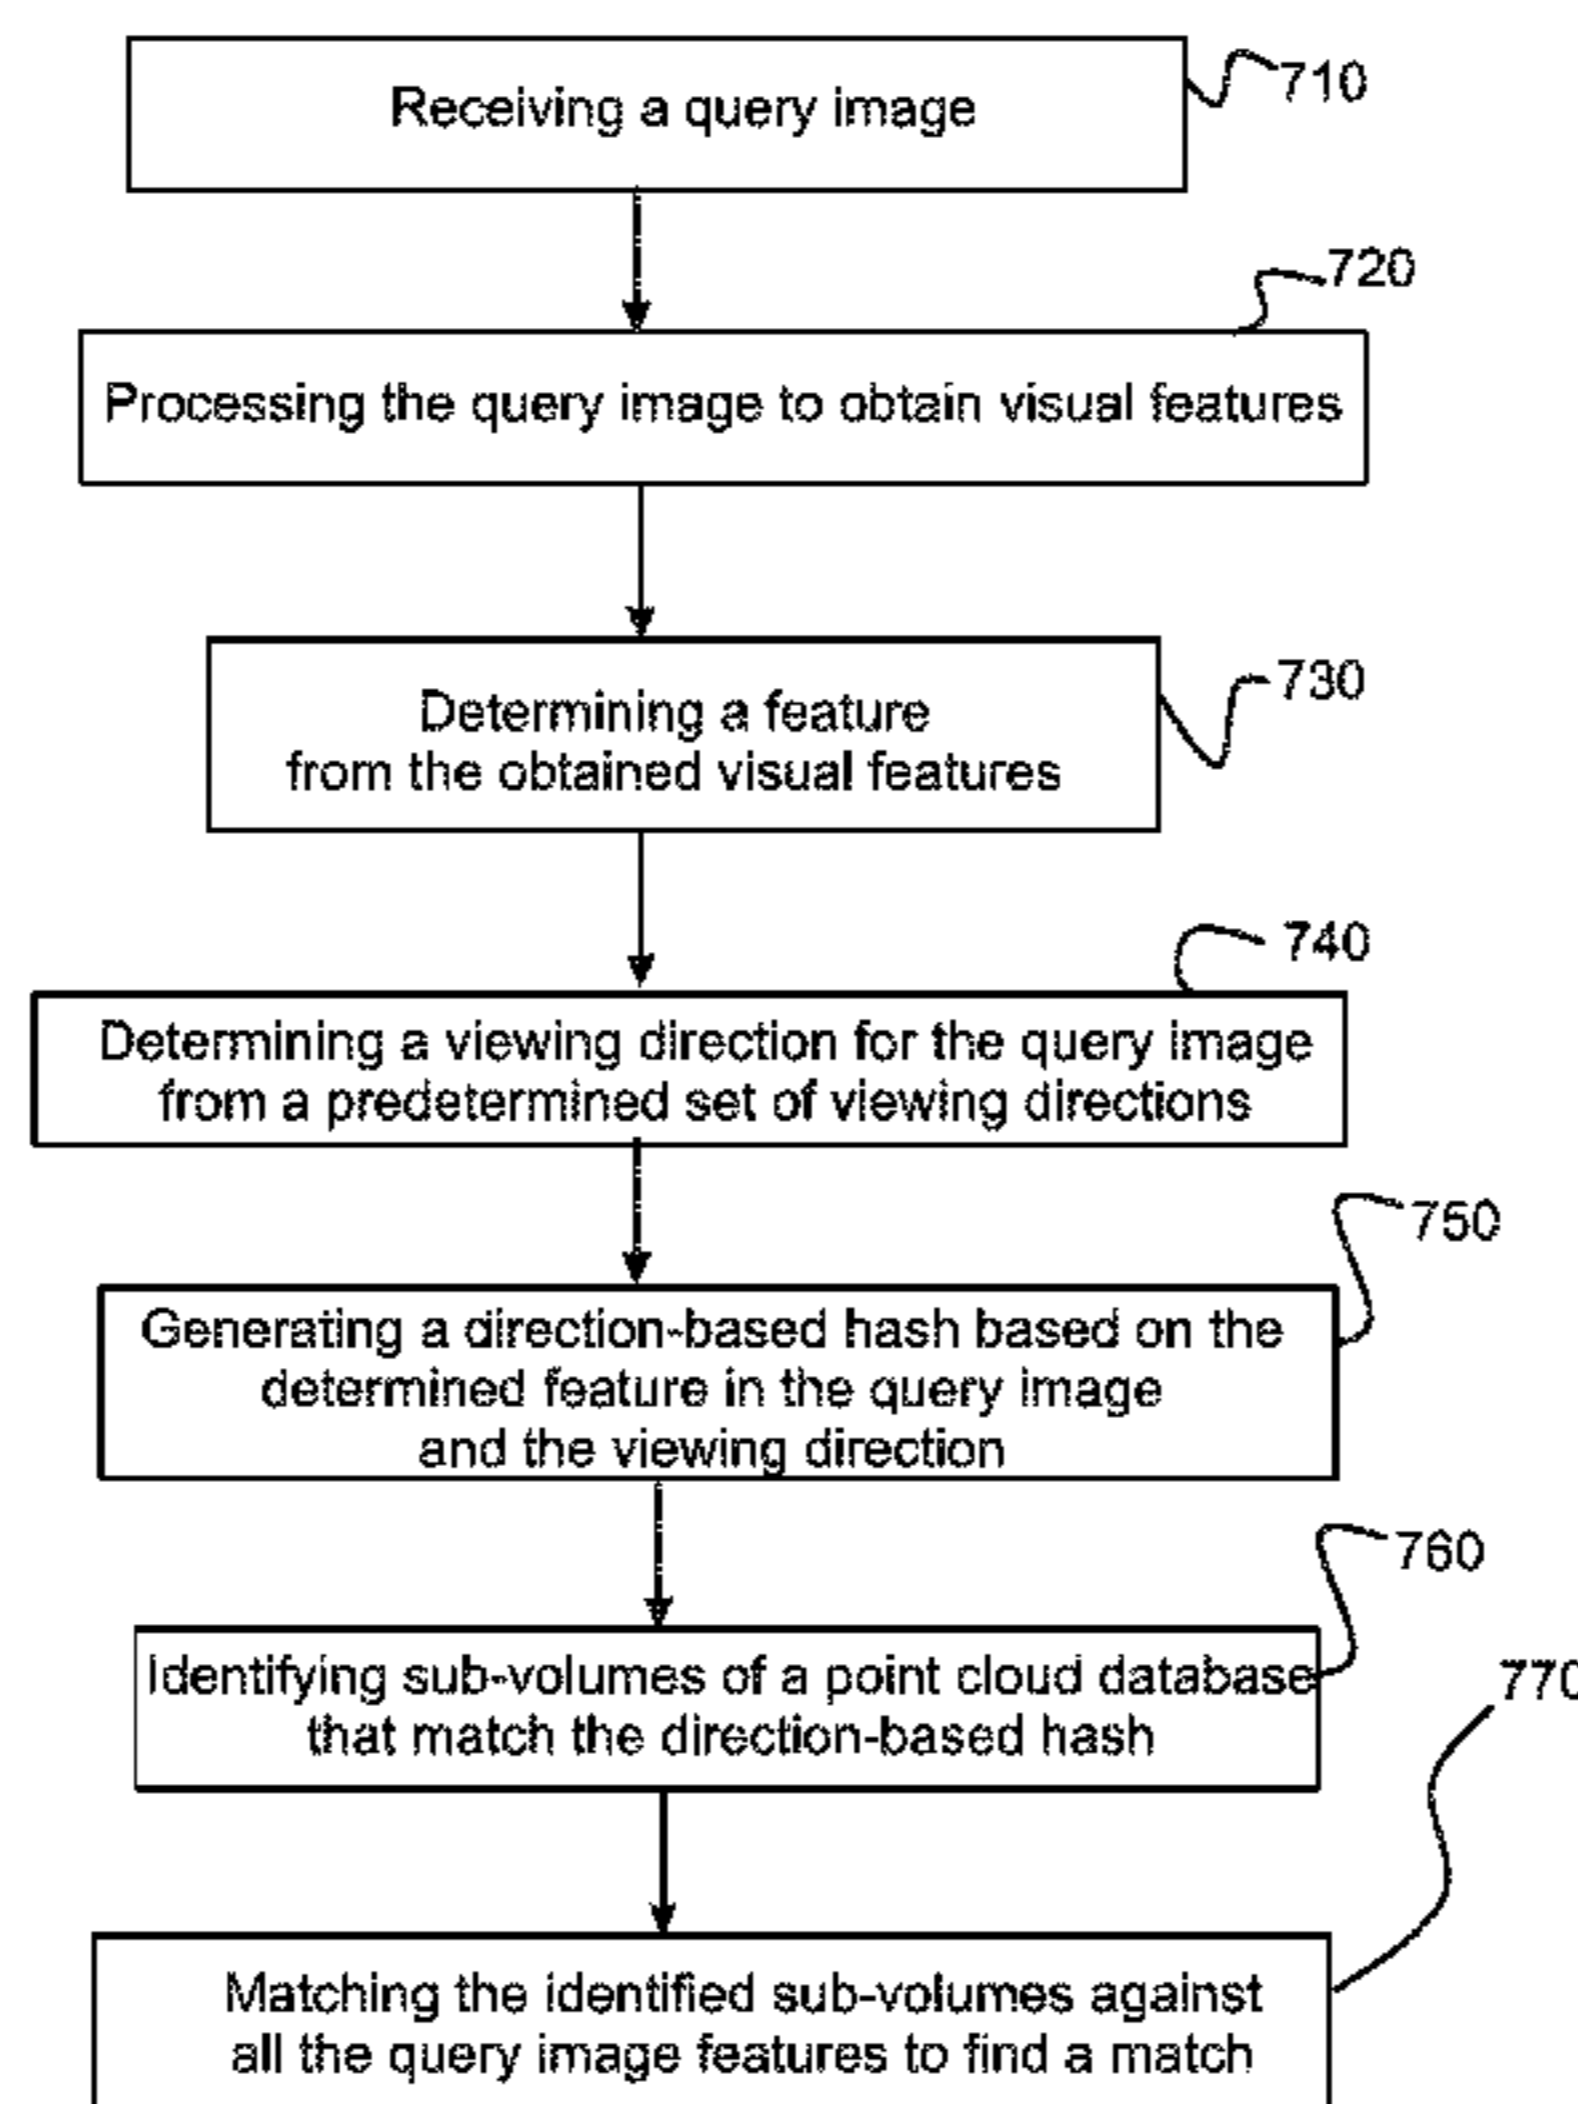 Receiving a query image
710
720
Processing the query image to obtain visual features
Determining a feature
from the obtained visual features
730
740
Determining a viewing direction for the query image
from a predetermined set of viewing directions
750
Generating a direction-based hash based on the
determined feature in the query image
and the viewing direction
760
Identifying sub-volumes of a point cloud database
that match the direction-based hash
770
Matching the identified sub-volumes against
all the query image features to find a match